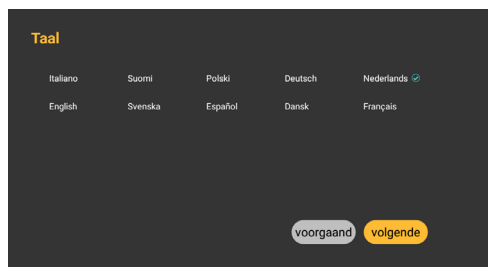 Taal
Italiano Suomi Polski Deutsch Nederlands
English Svenska Español Dansk Français
voorgaand volgende